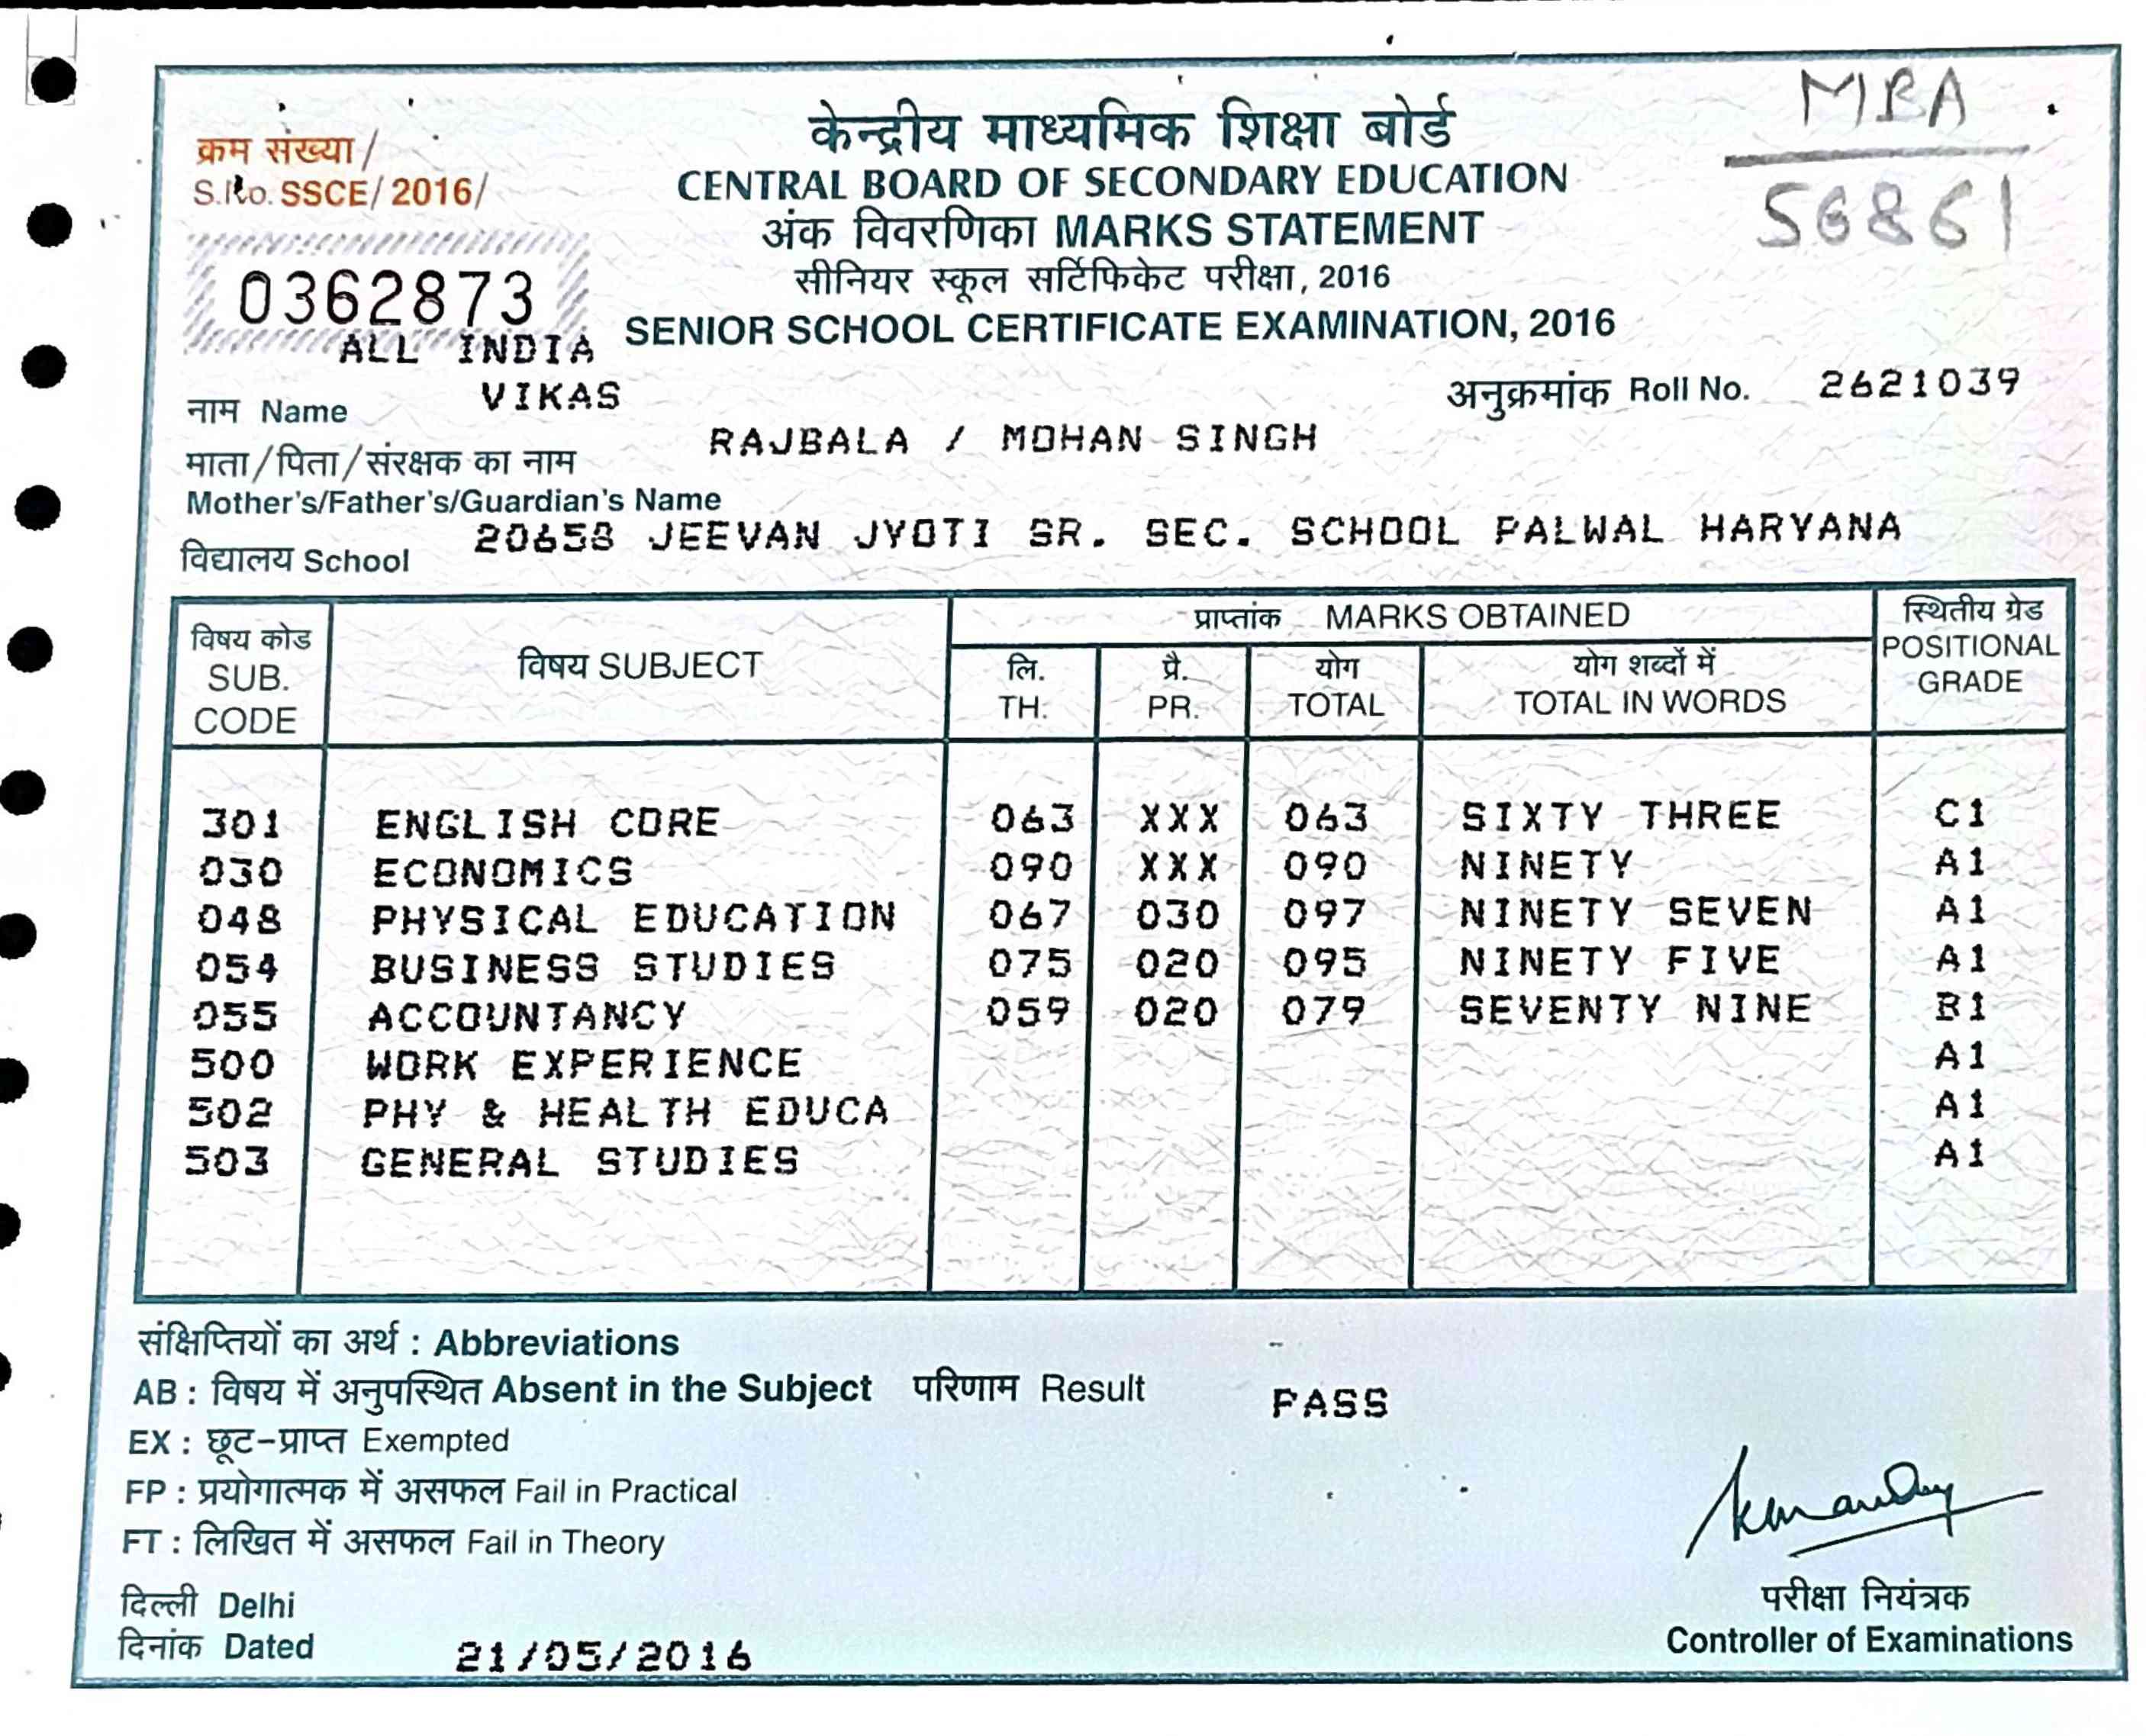 MBA
56861
क्रम संख्या/
S.No. SSCE/ 2016/
0362873
केन्द्रीय माध्यमिक शिक्षा बोर्ड
CENTRAL BOARD OF SECONDARY EDUCATION
अंक विवरणिका MARKS STATEMENT
सीनियर स्कूल सर्टिफिकेट परीक्षा, 2016
SENIOR SCHOOL CERTIFICATE EXAMINATION, 2016
ALL INDIA
नाम Name VIKAS अनुक्रमांक Roll No. 2621039
माता/पिता/संरक्षक का नाम RAJBALA / MOHAN SINGH
Mother's/Father's/Guardian's Name
विद्यालय School 20658 JEEVAN JYOTI SR. SEC. SCHOOL PALWAL HARYANA
विषय कोड SUB. CODE विषय SUBJECT प्राप्तांक MARKS OBTAINED स्थितीय ग्रेड POSITIONAL GRADE
लि. TH. प्रै. PR. योग TOTAL योग शब्दों में TOTAL IN WORDS
301 ENGLISH CORE 063 XXX 063 SIXTY THREE C1
030 ECONOMICS 090 XXX 090 NINETY A1
048 PHYSICAL EDUCATION 067 030 097 NINETY SEVEN A1
054 BUSINESS STUDIES 075 020 095 NINETY FIVE A1
055 ACCOUNTANCY 059 020 079 SEVENTY NINE B1
500 WORK EXPERIENCE A1
502 PHY & HEALTH EDUCA A1
503 GENERAL STUDIES A1
संक्षिप्तियों का अर्थ : Abbreviations
AB : विषय में अनुपस्थित Absent in the Subject परिणाम Result PASS
EX : छूट-प्राप्त Exempted
FP : प्रयोगात्मक में असफल Fail in Practical
FT : लिखित में असफल Fail in Theory
दिल्ली Delhi
दिनांक Dated 21/05/2016
परीक्षा नियंत्रक
Controller of Examinations